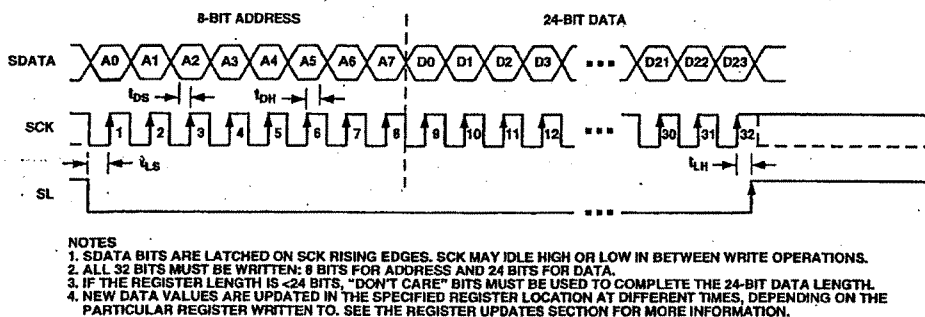 8-BIT ADDRESS 24-BIT DATA
SDATA A0 A1 A2 A3 A4 A5 A6 A7 D0 D1 D2 D3 D21 D22 D23
tDS tDH
SCK 1 2 3 4 5 6 7 8 9 10 11 12 30 31 32
tLS tLH
SL
NOTES
1. SDATA BITS ARE LATCHED ON SCK RISING EDGES. SCK MAY IDLE HIGH OR LOW IN BETWEEN WRITE OPERATIONS.
2. ALL 32 BITS MUST BE WRITTEN: 8 BITS FOR ADDRESS AND 24 BITS FOR DATA.
3. IF THE REGISTER LENGTH IS <24 BITS, "DON'T CARE" BITS MUST BE USED TO COMPLETE THE 24-BIT DATA LENGTH.
4. NEW DATA VALUES ARE UPDATED IN THE SPECIFIED REGISTER LOCATION AT DIFFERENT TIMES, DEPENDING ON THE
PARTICULAR REGISTER WRITTEN TO. SEE THE REGISTER UPDATES SECTION FOR MORE INFORMATION.